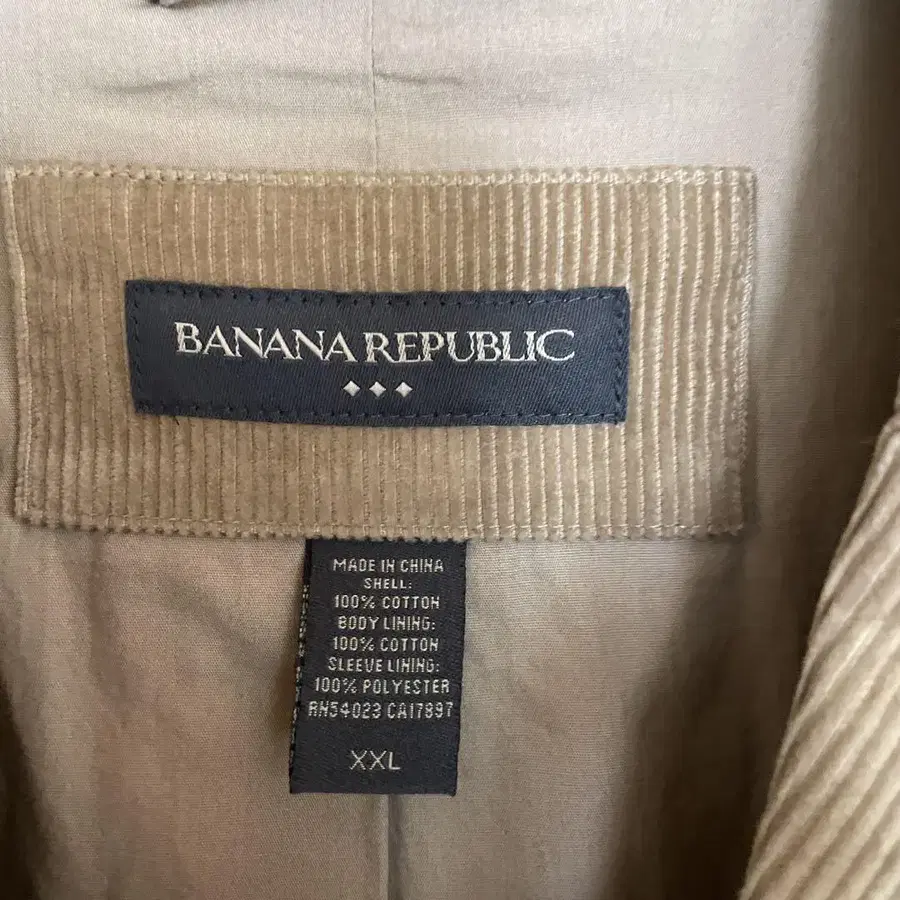 BANANA REPUBLIC
MADE IN CHINA
SHELL:
100% COTTON
BODY LINING:
100% COTTON
SLEEVE LINING:
100% POLYESTER
RN54023 CA17897
XXL